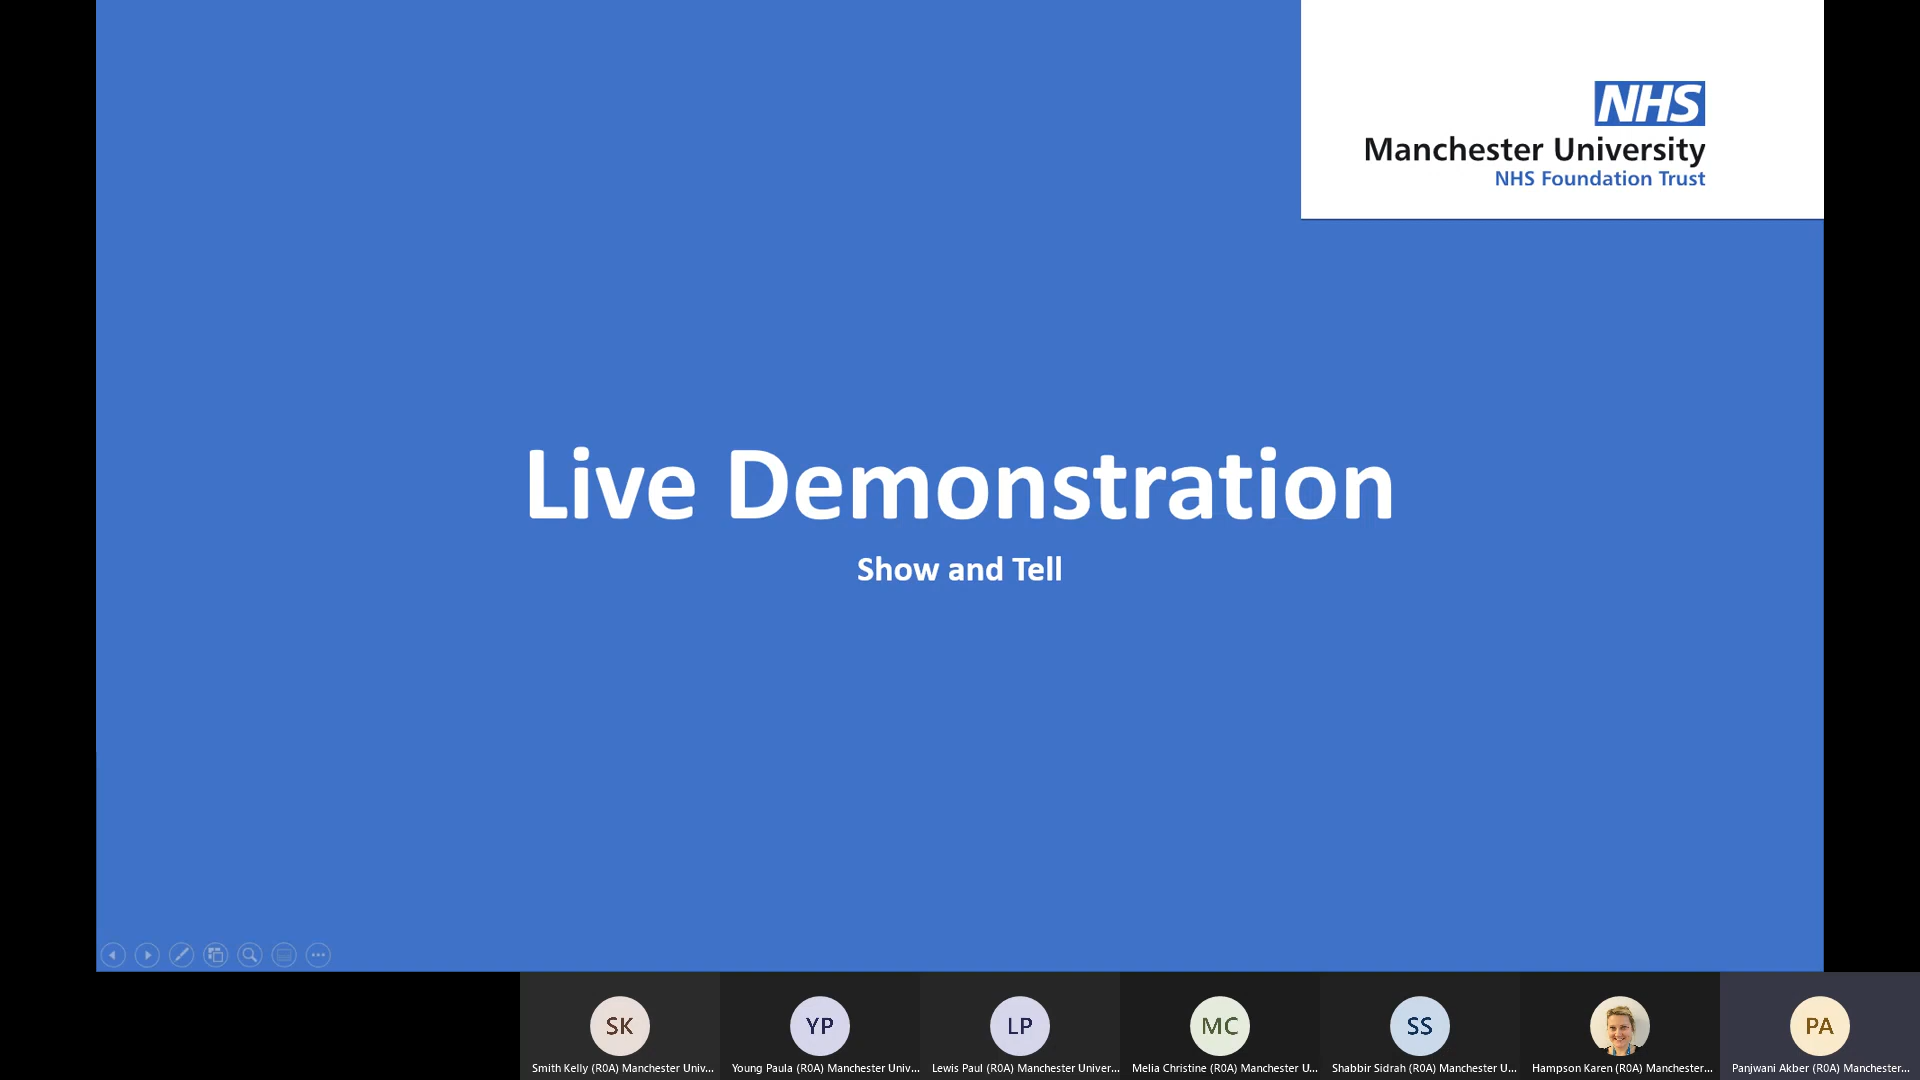 NHS
Manchester University
NHS Foundation Trust
Live Demonstration
Show and Tell
SK
YP
LP
MC
SS
PA
Smith Kelly (R0A) Manchester Univ...
Young Paula (R0A) Manchester Univ...
Lewis Paul (R0A) Manchester Univer...
Melia Christine (R0A) Manchester U...
Shabbir Sidrah (R0A) Manchester U...
Hampson Karen (R0A) Manchester...
Panjwani Akber (R0A) Manchester...